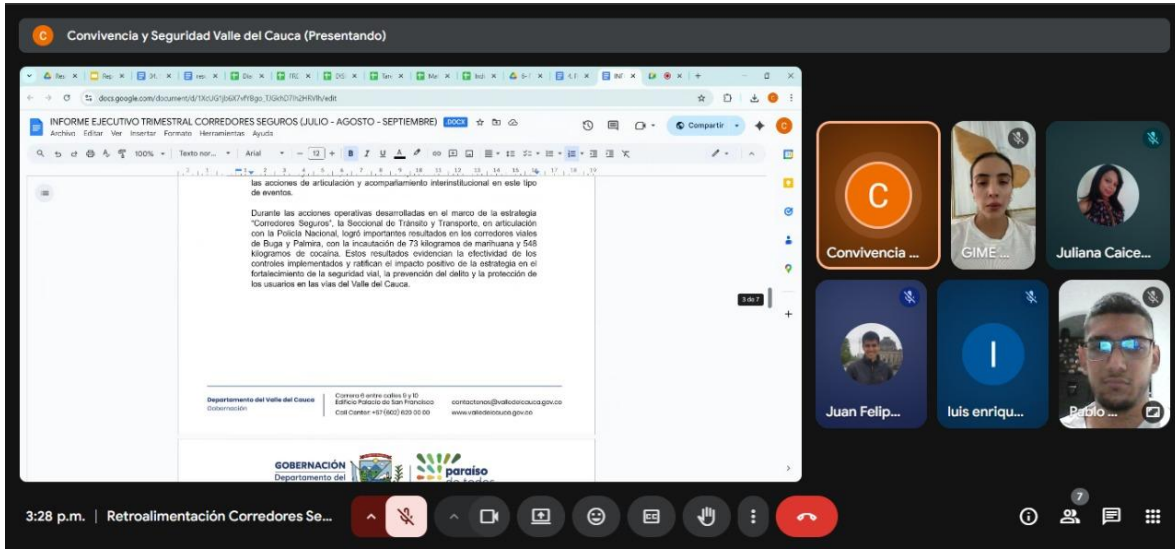 C Convivencia y Seguridad Valle del Cauca (Presentando)
INFORME EJECUTIVO TRIMESTRAL CORREDORES SEGUROS (JULIO - AGOSTO - SEPTIEMBRE) .DOCX
Compartir
Archivo Editar Ver Insertar Formato Herramientas Ayuda
100% Texto nor... Arial 12
las acciones de articulación y acompañamiento interinstitucional en este tipo
de eventos.
Durante las acciones operativas desarrolladas en el marco de la estrategia
"Corredores Seguros", la Seccional de Tránsito y Transporte, en articulación
con la Policía Nacional, logró importantes resultados en los corredores viales
de Buga y Palmira, con la incautación de 73 kilogramos de marihuana y 548
kilogramos de cocaína. Estos resultados evidencian la efectividad de los
controles implementados y ratifican el impacto positivo de la estrategia en el
fortalecimiento de la seguridad vial, la prevención del delito y la protección de
los usuarios en las vías del Valle del Cauca.
3 de 7
Departamento del Valle del Cauca
Gobernación
Carrera 6 entre calles 9 y 10
Edificio Palacio de San Francisco
Call Center: +57(602) 620 00 00
contactenos@valledelcauca.gov.co
www.valledelcauca.gov.co
GOBERNACIÓN
Departamento del
paraíso
de todos
C
Convivencia ...
GIME ...
Juliana Caice...
Juan Felip...
I
luis enriqu...
Pablo ...
3:28 p.m. | Retroalimentación Corredores Se...
7